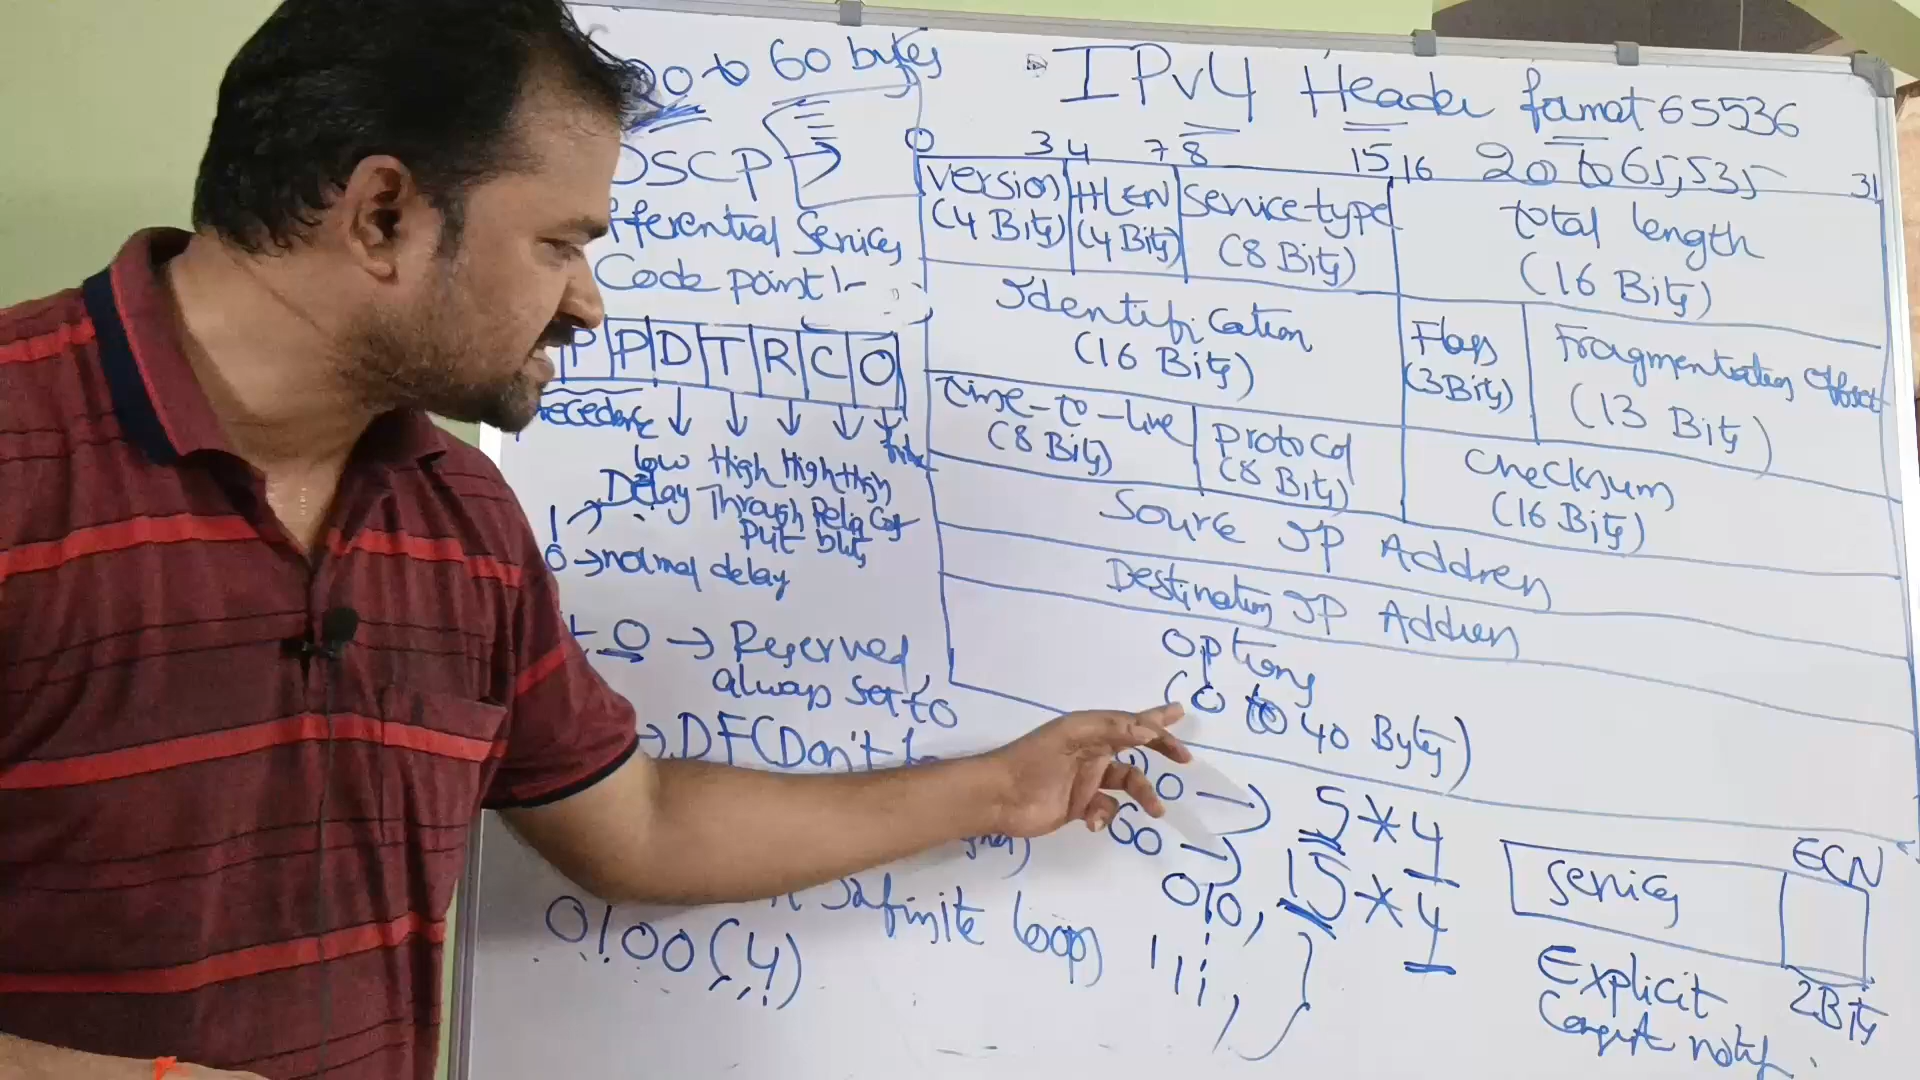 20 to 60 bytes
DSCP
fferential Services
Code point :-
P P D T R C O
recedence
low High High High
Delay Through Relia Cost
put bility
1
0 → normal delay
0 → Reserved,
always set to 0
→ DF (Don't
0100 (4)
Infinite loop
IPv4 Header format 65536
0 3 4 7 8 15 16 20 to 65,535 31
version (4 Bits)
HLEN (4 Bits)
Service type (8 Bits)
total length (16 Bits)
Identification (16 Bits)
Flags (3 Bits)
Fragmentation offset (13 Bits)
Time-to-live (8 Bits)
Protocol (8 Bits)
Checksum (16 Bits)
Source IP Address
Destination IP Address
Options
(0 to 40 Bytes)
0 → 5*4
60 → 15*4
Services ECN
2 Bits
Explicit